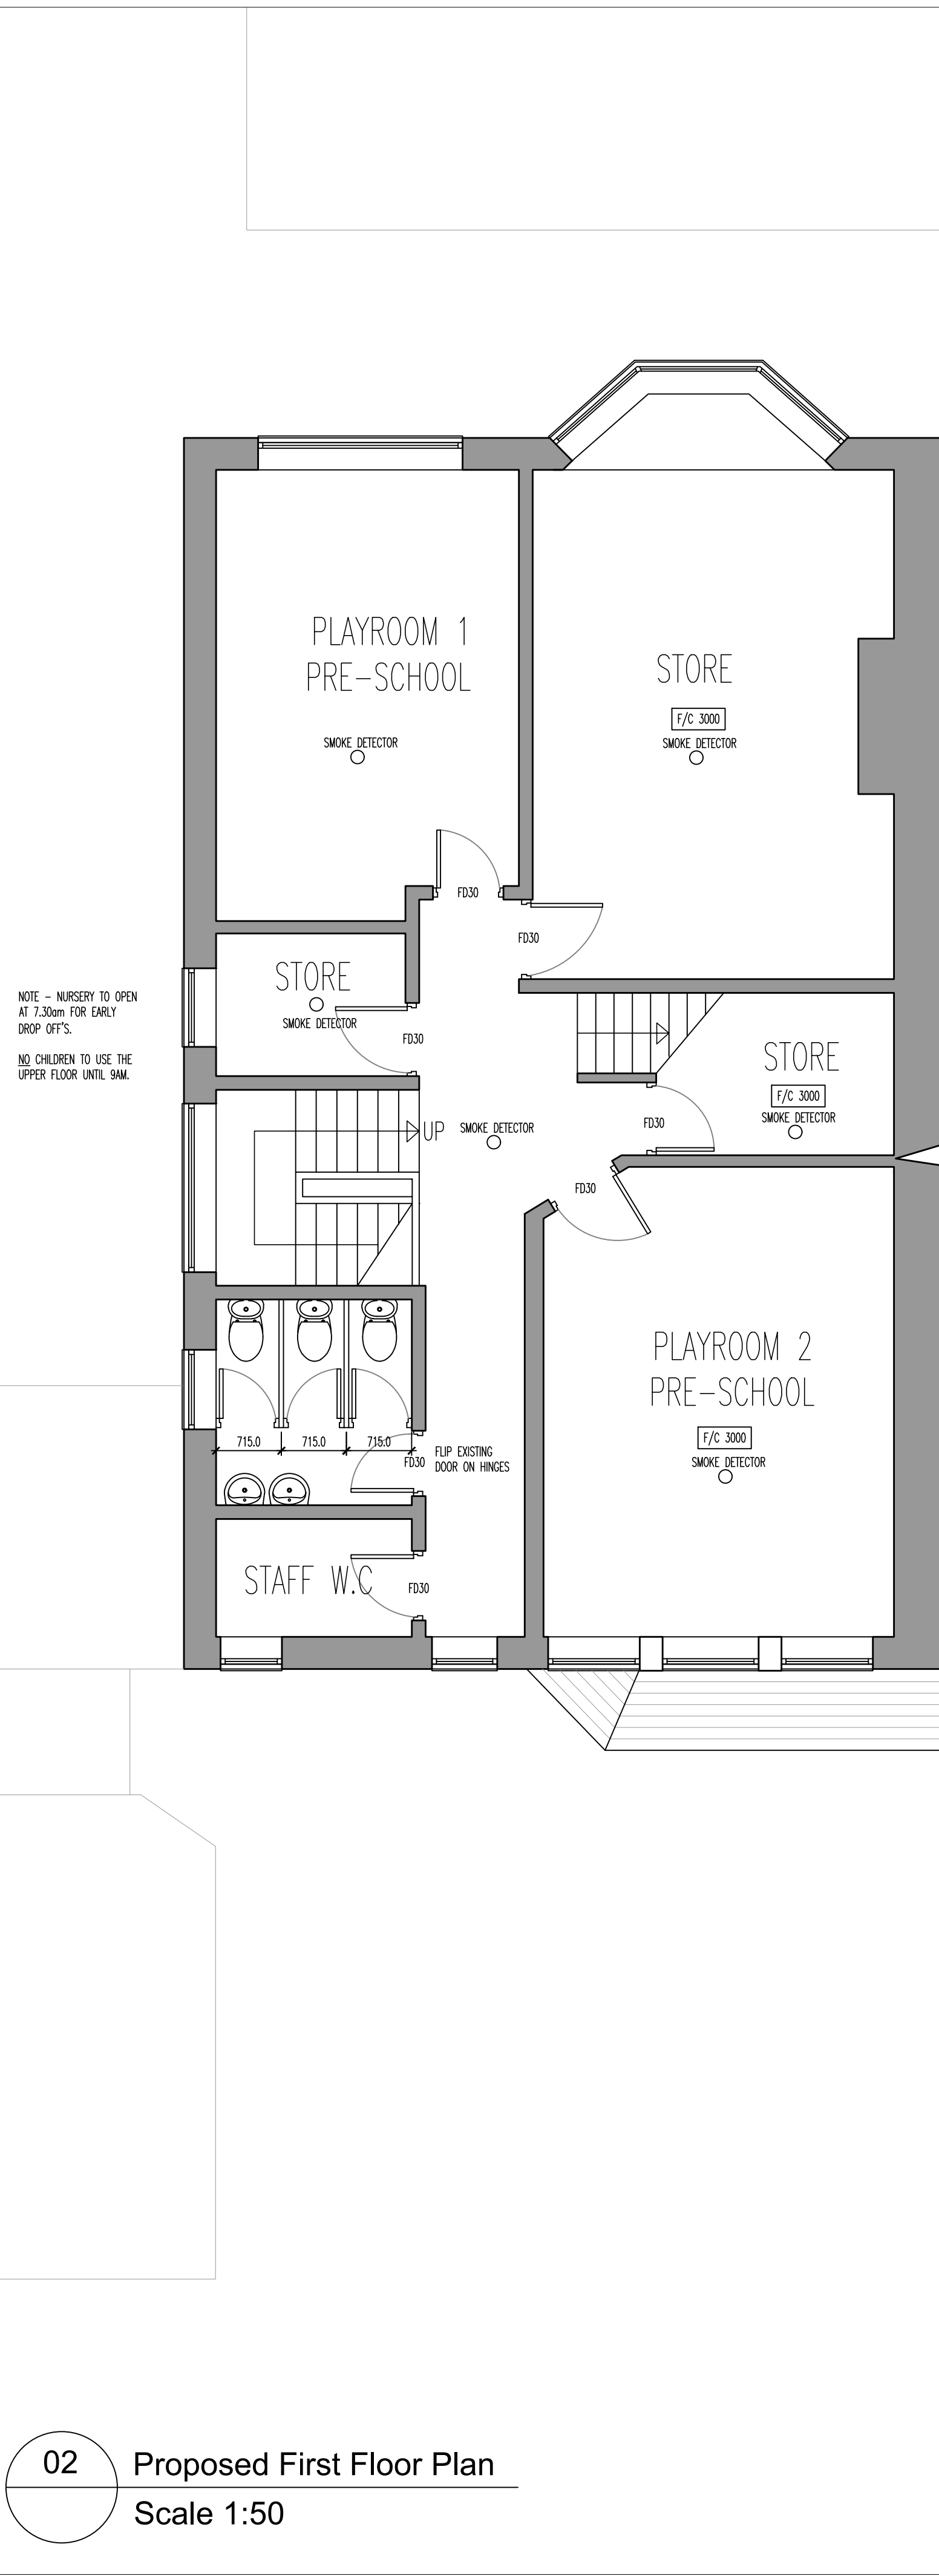 PLAYROOM 1
PRE-SCHOOL
SMOKE DETECTOR
STORE
F/C 3000
SMOKE DETECTOR
FD30
FD30
STORE
SMOKE DETECTOR
FD30
NOTE - NURSERY TO OPEN
AT 7.30am FOR EARLY
DROP OFF'S.
NO CHILDREN TO USE THE
UPPER FLOOR UNTIL 9AM.
STORE
F/C 3000
SMOKE DETECTOR
FD30
UP
SMOKE DETECTOR
FD30
PLAYROOM 2
PRE-SCHOOL
F/C 3000
SMOKE DETECTOR
715.0
715.0
715.0
FD30
FLIP EXISTING
DOOR ON HINGES
STAFF W.C
FD30
02
Proposed First Floor Plan
Scale 1:50